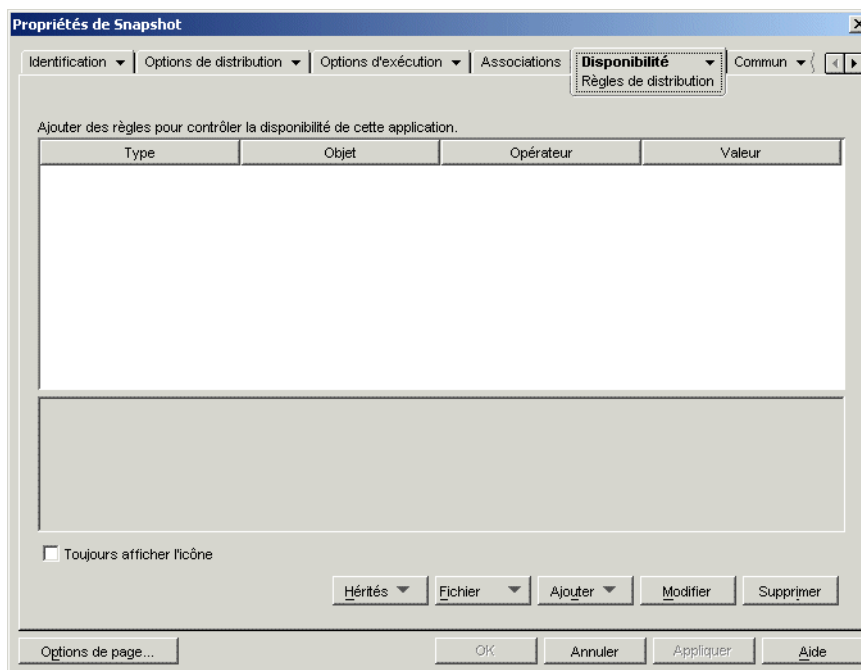 Propriétés de Snapshot
Identification Options de distribution Options d'exécution Associations Disponibilité Commun
Règles de distribution
Ajouter des règles pour contrôler la disponibilité de cette application.
Type Objet Opérateur Valeur
Toujours afficher l'icône
Hérités Fichier Ajouter Modifier Supprimer
Options de page... OK Annuler Appliquer Aide